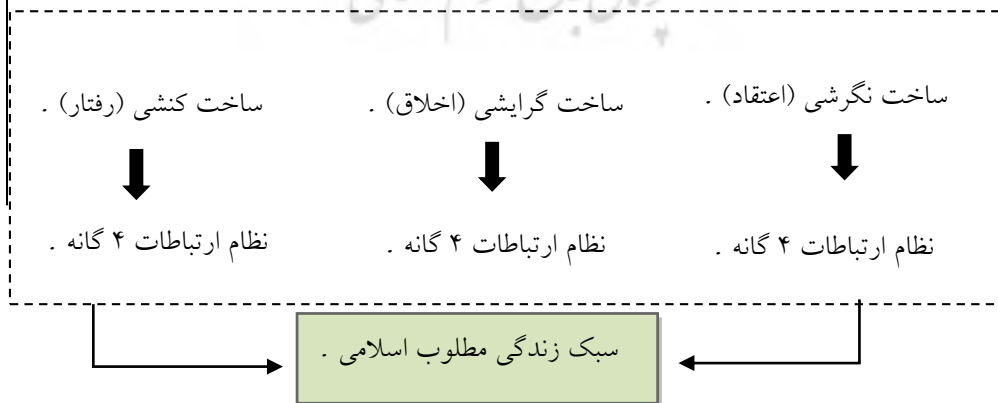 ساخت نگرشی (اعتقاد) .
ساخت گرایشی (اخلاق) .
ساخت کنشی (رفتار) .
نظام ارتباطات ۴ گانه .
نظام ارتباطات ۴ گانه .
نظام ارتباطات ۴ گانه .
سبک زندگی مطلوب اسلامی .